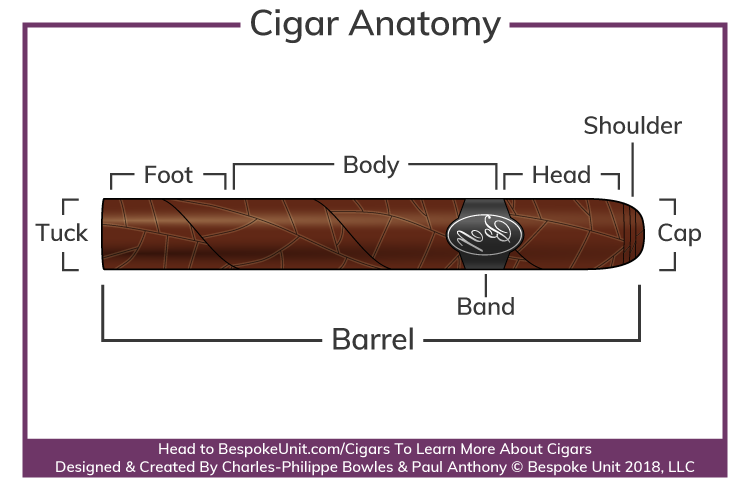 Cigar Anatomy
Shoulder
Foot
Body
Head
Tuck
Cap
Band
Barrel
Head to BespokeUnit.com/Cigars To Learn More About Cigars
Designed & Created By Charles-Philippe Bowles & Paul Anthony © Bespoke Unit 2018, LLC